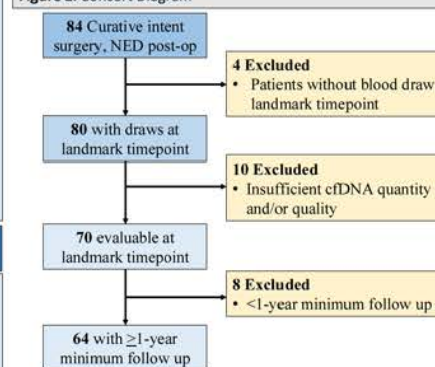 84 Curative intent
surgery, NED post-op
4 Excluded
• Patients without blood draw
landmark timepoint
80 with draws at
landmark timepoint
10 Excluded
• Insufficient cfDNA quantity
and/or quality
70 evaluable at
landmark timepoint
8 Excluded
• <1-year minimum follow up
64 with ≥1-year
minimum follow up